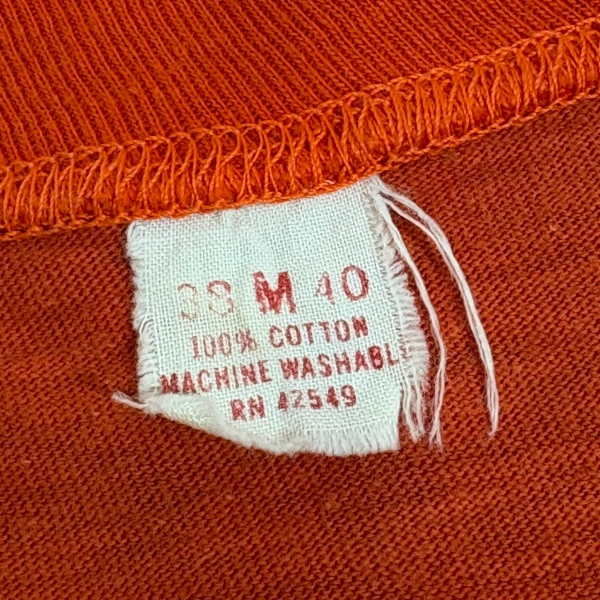 38 M 40
100% COTTON
MACHINE WASHABLE
RN 42549